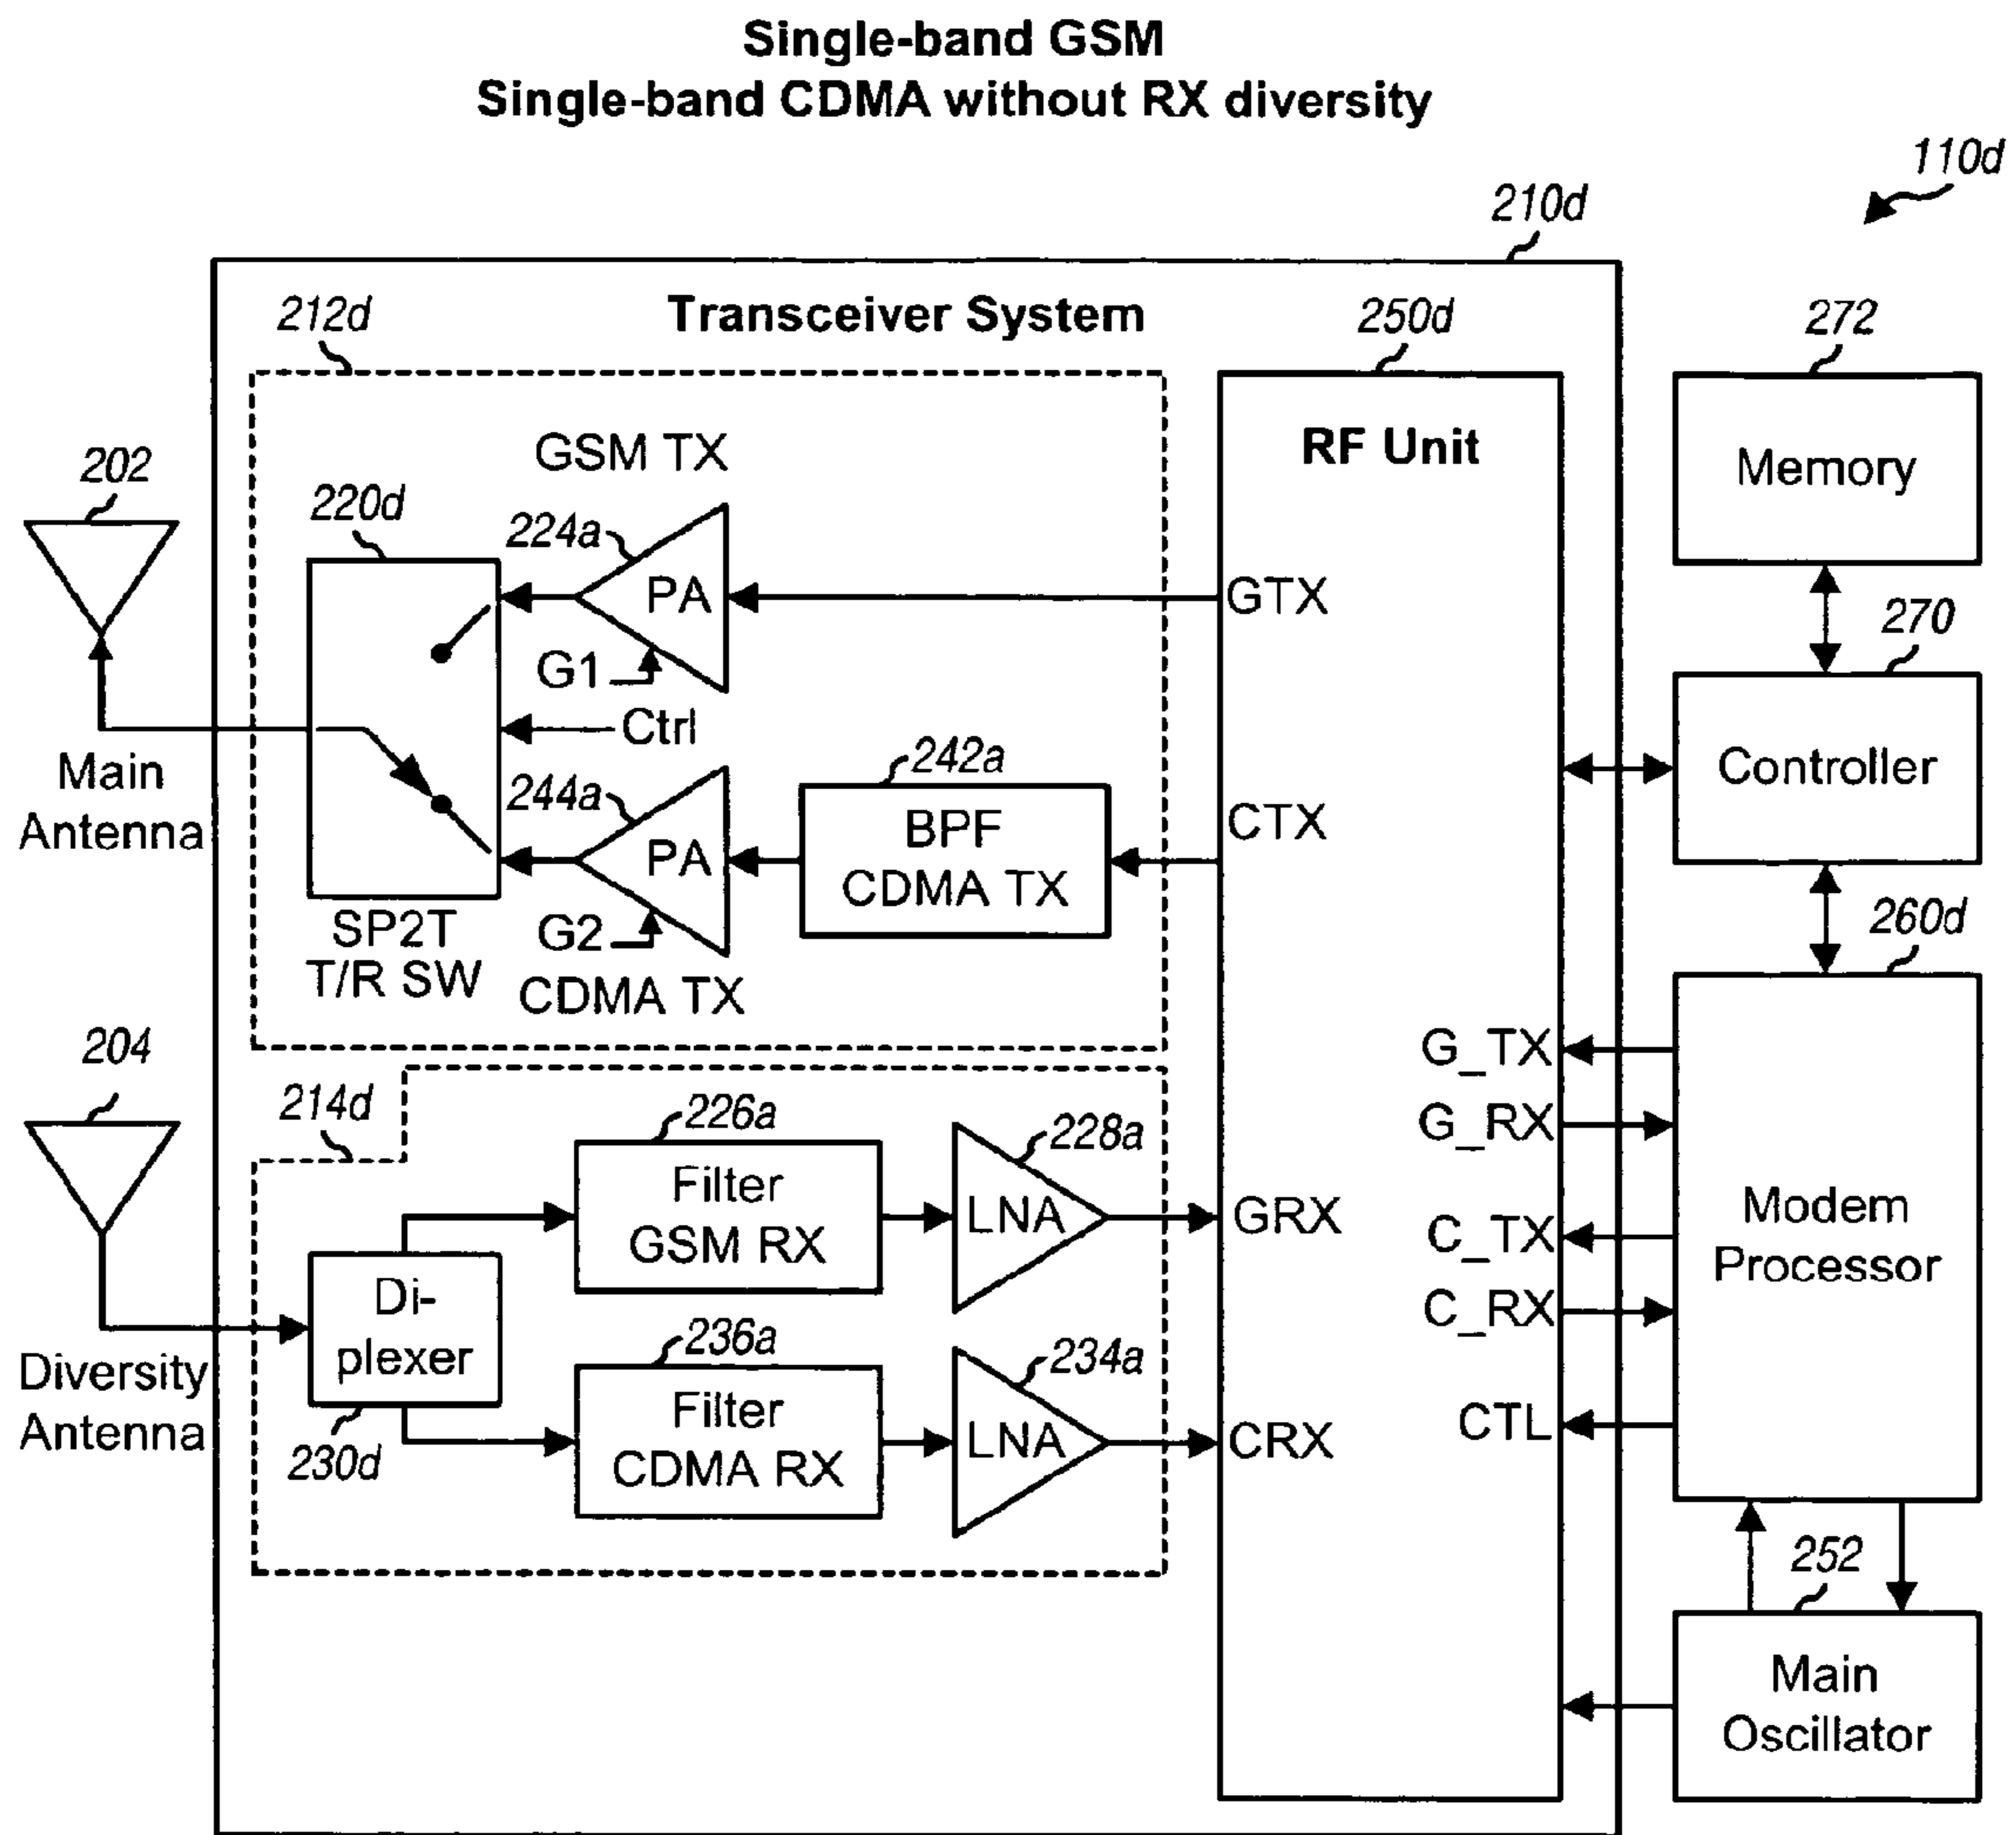 Single-band GSM
Single-band CDMA without RX diversity
110d
210d
Transceiver System
212d
250d
272
RF Unit
Memory
GSM TX
202
220d
224a
PA
GTX
G1
270
Ctrl
Main
Antenna
Controller
242a
244a
CTX
BPF
CDMA TX
PA
G2
SP2T
T/R SW
CDMA TX
260d
204
G_TX
214d
226a
228a
G_RX
Filter
GSM RX
LNA
GRX
Modem
Processor
C_TX
C_RX
Di-
plexer
236a
234a
Diversity
Antenna
Filter
CDMA RX
LNA
CRX
CTL
230d
252
Main
Oscillator